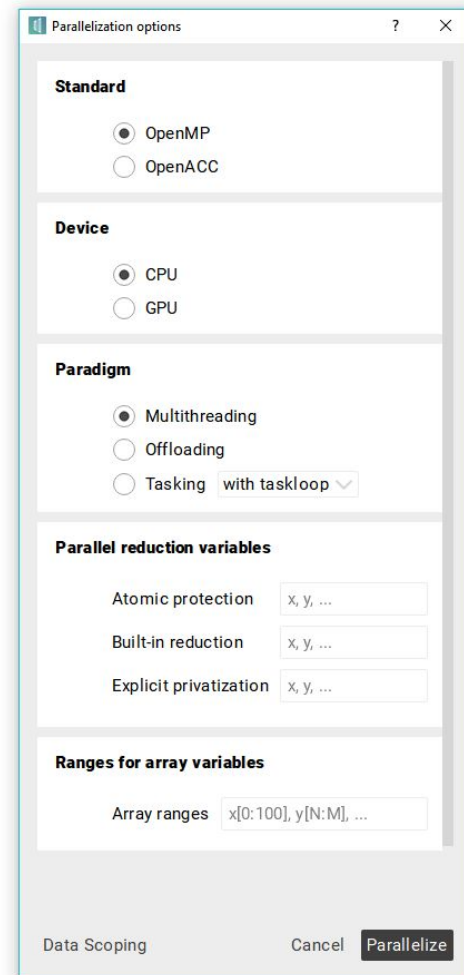 Parallelization options ?
Standard
OpenMP
OpenACC
Device
CPU
GPU
Paradigm
Multithreading
Offloading
Tasking with taskloop
Parallel reduction variables
Atomic protection x, y, ...
Built-in reduction x, y, ...
Explicit privatization x, y, ...
Ranges for array variables
Array ranges x[0:100], y[N:M], ...
Data Scoping Cancel Parallelize